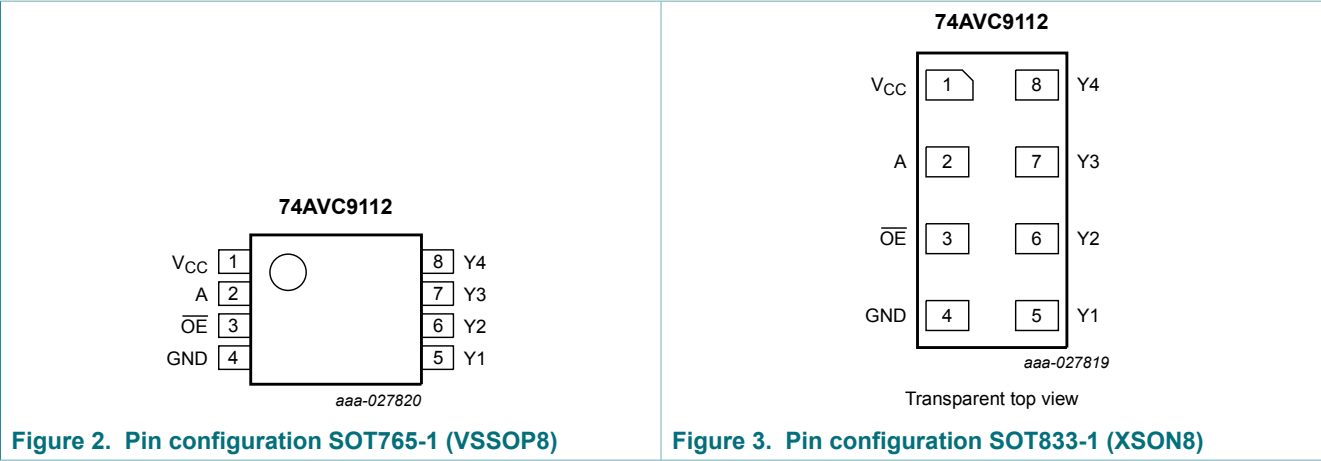 74AVC9112
VCC 1 8 Y4
A 2 7 Y3
OE 3 6 Y2
GND 4 5 Y1
aaa-027820
Figure 2. Pin configuration SOT765-1 (VSSOP8)
74AVC9112
VCC 1 8 Y4
A 2 7 Y3
OE 3 6 Y2
GND 4 5 Y1
aaa-027819
Transparent top view
Figure 3. Pin configuration SOT833-1 (XSON8)